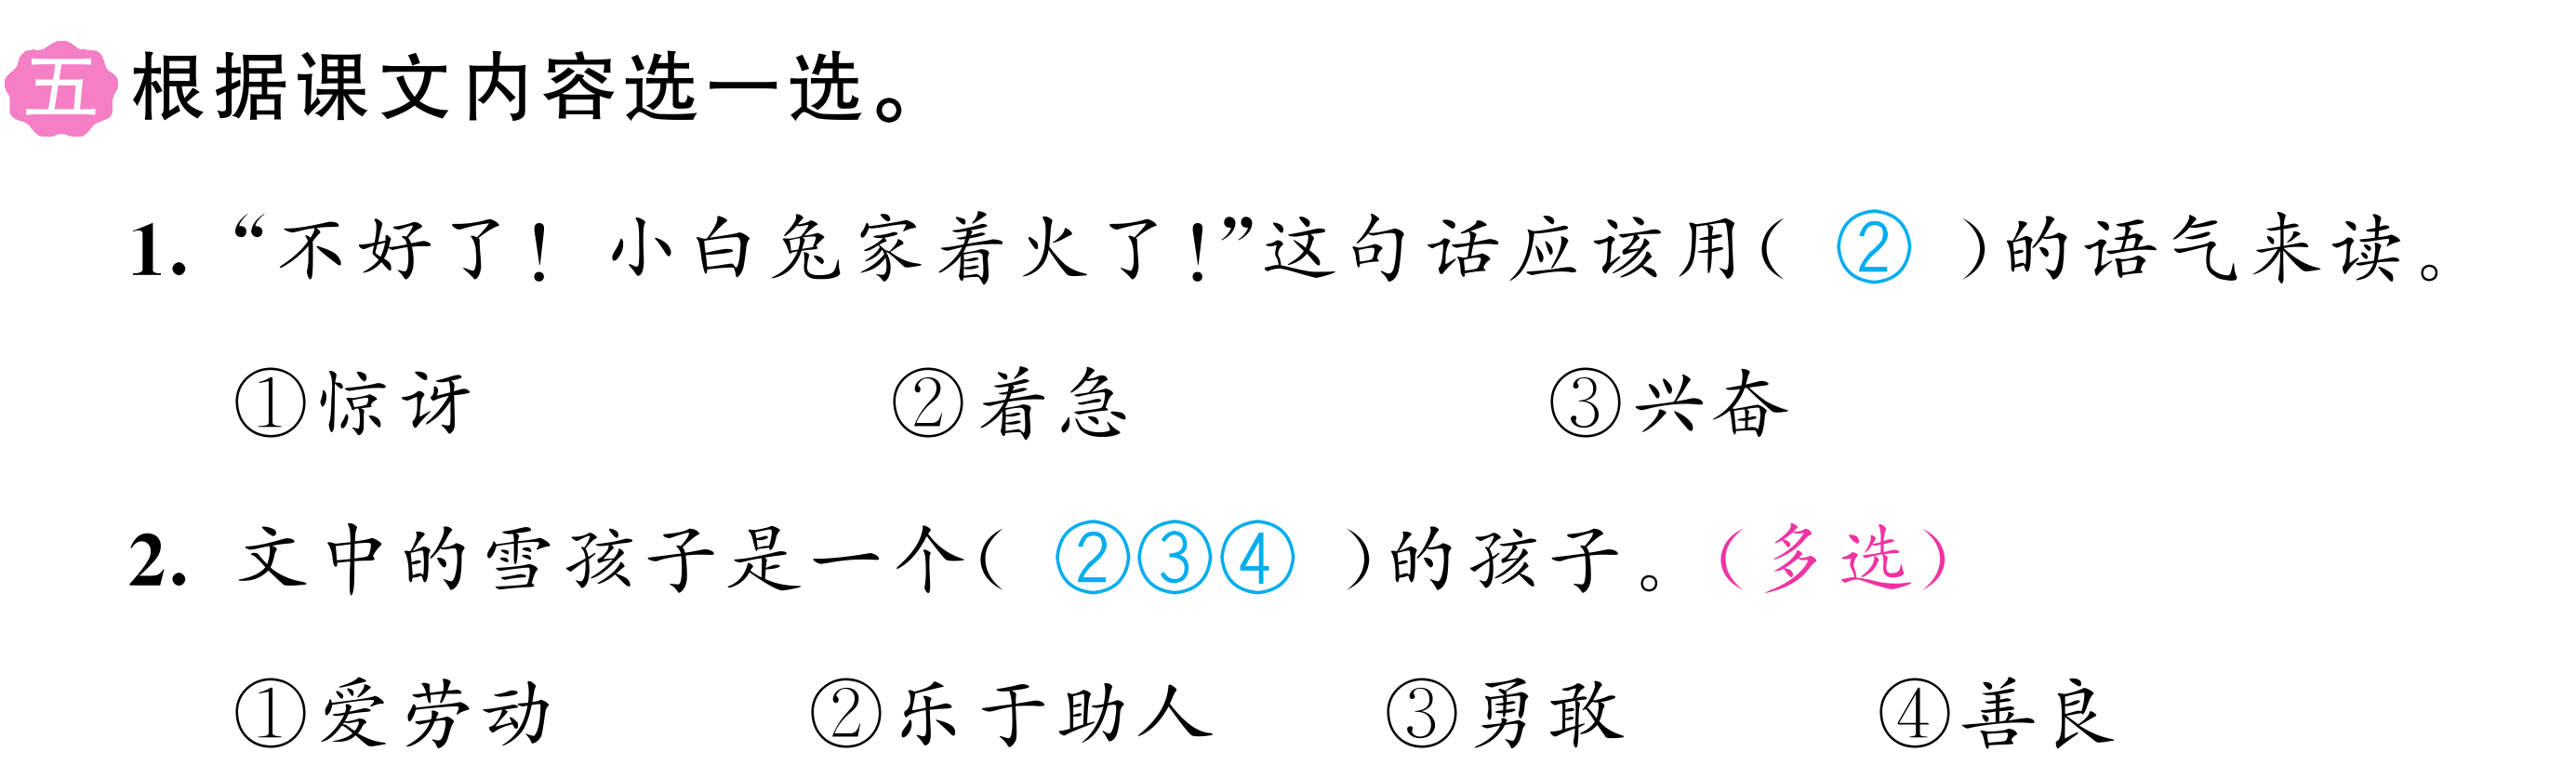 五 根据课文内容选一选。
1. “不好了！小白兔家着火了！”这句话应该用( ② )的语气来读。
①惊讶 ②着急 ③兴奋
2. 文中的雪孩子是一个( ②③④ )的孩子。(多选)
①爱劳动 ②乐于助人 ③勇敢 ④善良